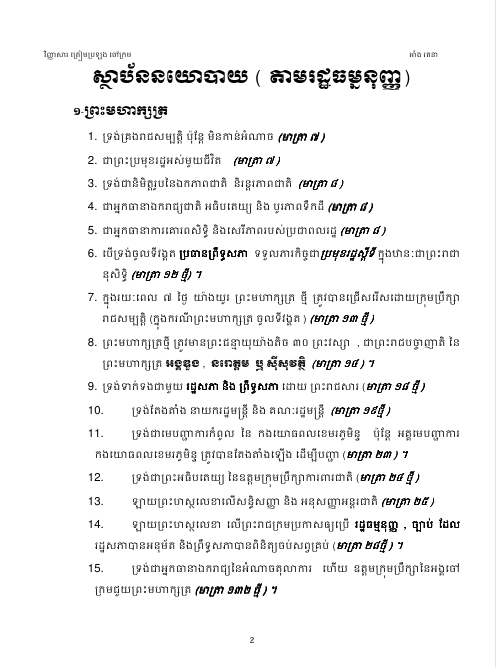 វិញ្ញាសារ ត្រៀមប្រឡង ចៅក្រម
អាំង រតនា
ស្ថាប័ននយោបាយ ( តាមរដ្ឋធម្មនុញ្ញ )
១-ព្រះមហាក្សត្រ
1. ទ្រង់គ្រងរាជសម្បត្តិ ប៉ុន្តែ មិនកាន់អំណាច (មាត្រា ៧ )
2. ជាព្រះប្រមុខរដ្ឋអស់មួយជីវិត (មាត្រា ៧ )
3. ទ្រង់ជានិមិត្តរូបនៃឯកភាពជាតិ និរន្តរភាពជាតិ (មាត្រា ៨ )
4. ជាអ្នកធានាឯករាជ្យជាតិ អធិបតេយ្យ និង បូរភាពទឹកដី (មាត្រា ៨ )
5. ជាអ្នកធានាការគោរពសិទ្ធិ និងសេរីភាពរបស់ប្រជាពលរដ្ឋ (មាត្រា ៨ )
6. បើទ្រង់ចូលទីវង្គត ប្រធានព្រឹទ្ធសភា ទទួលភារកិច្ចជាប្រមុខរដ្ឋស្ដីទី ក្នុងឋានៈជាព្រះរាជា
នុសិទ្ធិ (មាត្រា ១២ ថ្មី ) ។
7. ក្នុងរយៈពេល ៧ ថ្ងៃ យ៉ាងយូរ ព្រះមហាក្សត្រ ថ្មី ត្រូវបានជ្រើសរើសដោយក្រុមប្រឹក្សា
រាជសម្បត្តិ (ក្នុងករណីព្រះមហាក្សត្រ ចូលទីវង្គត ) (មាត្រា ១៣ ថ្មី )
8. ព្រះមហាក្សត្រថ្មី ត្រូវមានព្រះជន្មាយុយ៉ាងតិច ៣០ ព្រះវស្សា , ជាព្រះរាជបច្ឆាញាតិ នៃ
ព្រះមហាក្សត្រ អង្គឌួង , នរោត្តម ឬ ស៊ីសុវត្ថិ (មាត្រា ១៤ ) ។
9. ទ្រង់ទាក់ទងជាមួយ រដ្ឋសភា និង ព្រឹទ្ធសភា ដោយ ព្រះរាជសារ (មាត្រា ១៨ ថ្មី )
10. ទ្រង់តែងតាំង នាយករដ្ឋមន្ត្រី និង គណៈរដ្ឋមន្ត្រី (មាត្រា ១៩ថ្មី )
11. ទ្រង់ជាមេបញ្ជាការកំពូល នៃ កងយោធពលខេមរភូមិន្ទ ប៉ុន្តែ អគ្គមេបញ្ជាការ
កងយោធពលខេមរភូមិន្ទ ត្រូវបានតែងតាំងឡើង ដើម្បីបញ្ជា (មាត្រា ២៣ ) ។
12. ទ្រង់ជាព្រះអធិបតេយ្យ នៃឧត្តមក្រុមប្រឹក្សាការពារជាតិ (មាត្រា ២៤ ថ្មី )
13. ឡាយព្រះហស្តលេខាលើសន្ធិសញ្ញា និង អនុសញ្ញាអន្តរជាតិ (មាត្រា ២៥ )
14. ឡាយព្រះហស្តលេខា លើព្រះរាជក្រមប្រកាសឲ្យប្រើ រដ្ឋធម្មនុញ្ញ , ច្បាប់ ដែល
រដ្ឋសភាបានអនុម័ត និងព្រឹទ្ធសភាបានពិនិត្យចប់សព្វគ្រប់ (មាត្រា ២៨ថ្មី ) ។
15. ទ្រង់ជាអ្នកធានាឯករាជ្យនៃអំណាចតុលាការ ហើយ ឧត្តមក្រុមប្រឹក្សានៃអង្គចៅ
ក្រមជួយព្រះមហាក្សត្រ (មាត្រា ១៣២ ថ្មី ) ។
2